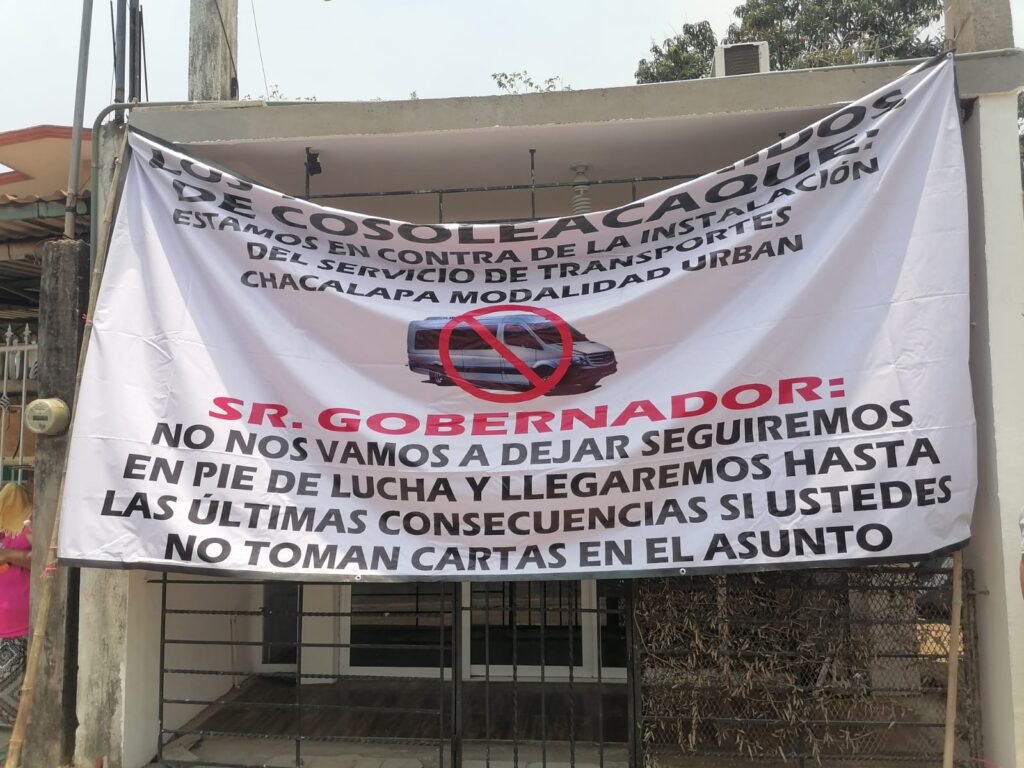 LOS
DE COSOLEACAQUE:
ESTAMOS EN CONTRA DE LA INSTALACIÓN
DEL SERVICIO DE TRANSPORTES
CHACALAPA MODALIDAD URBAN
SR. GOBERNADOR:
NO NOS VAMOS A DEJAR SEGUIREMOS
EN PIE DE LUCHA Y LLEGAREMOS HASTA
LAS ÚLTIMAS CONSECUENCIAS SI USTEDES
NO TOMAN CARTAS EN EL ASUNTO